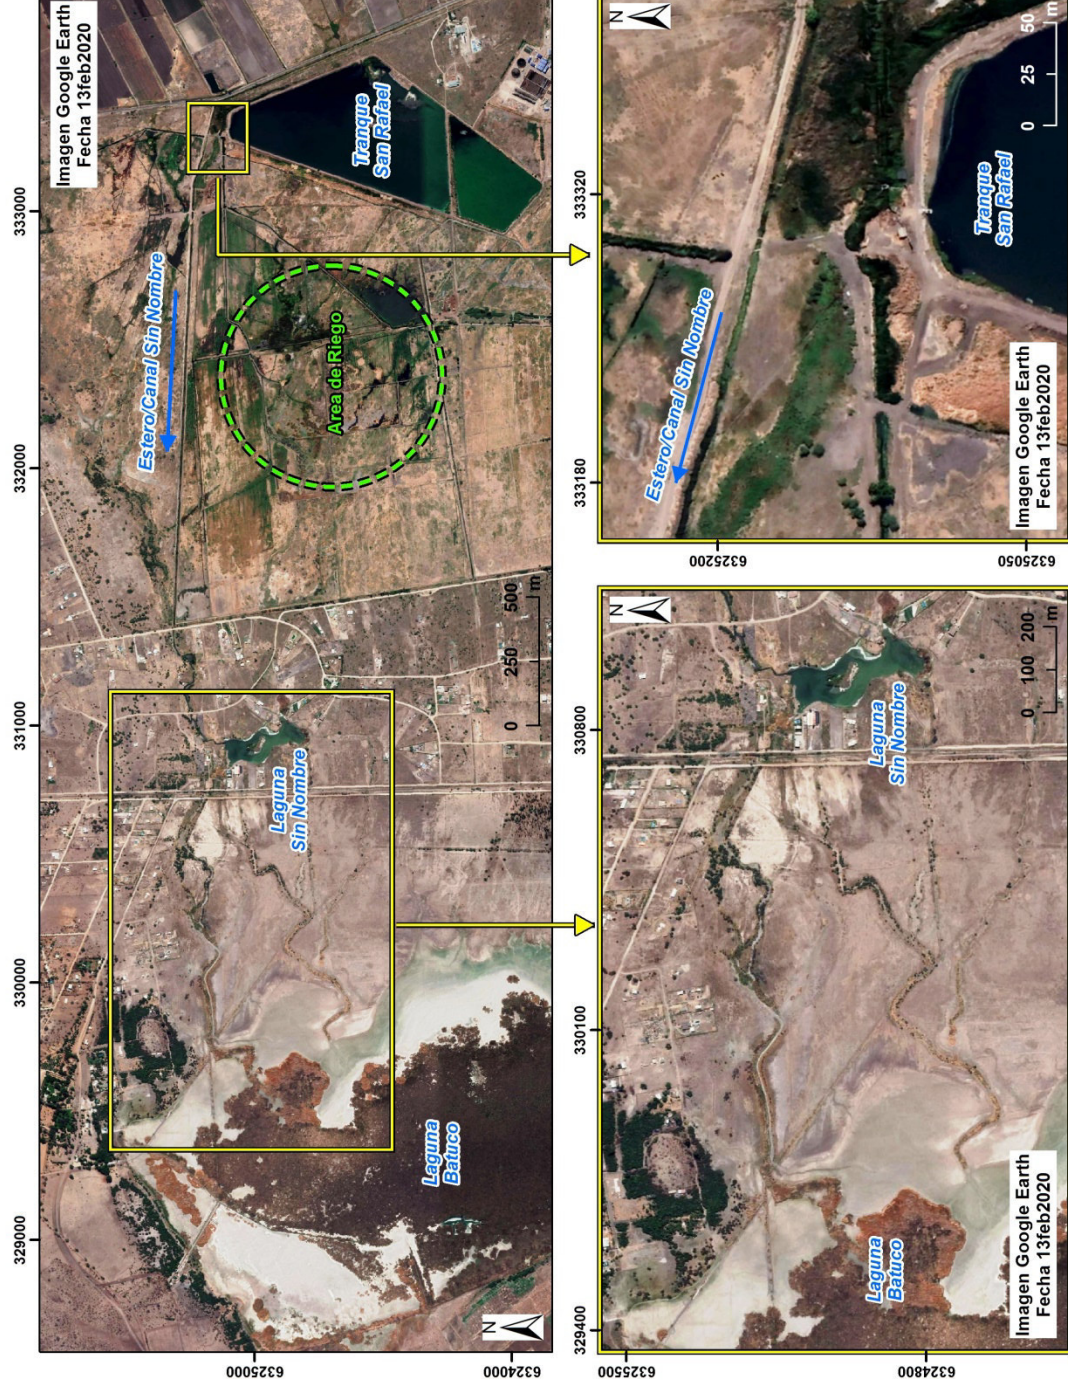 329000
330000
331000
332000
333000
6325000
6324000
Imagen Google Earth
Fecha 13feb2020
Estero/Canal Sin Nombre
Area de Riego
Tranque
San Rafael
Laguna
Sin Nombre
Laguna
Batuco
N
0 250 500
m
329400
330100
330800
6325500
6324800
N
Laguna
Sin Nombre
Laguna
Batuco
Imagen Google Earth
Fecha 13feb2020
0 100 200
m
333180
333320
6325200
6325050
N
Estero/Canal Sin Nombre
Tranque
San Rafael
Imagen Google Earth
Fecha 13feb2020
0 25 50
m